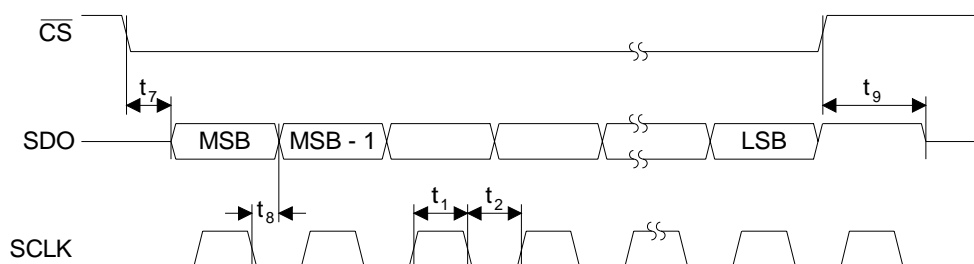 CS
t7
t9
SDO
MSB
MSB - 1
LSB
t8
t1
t2
SCLK